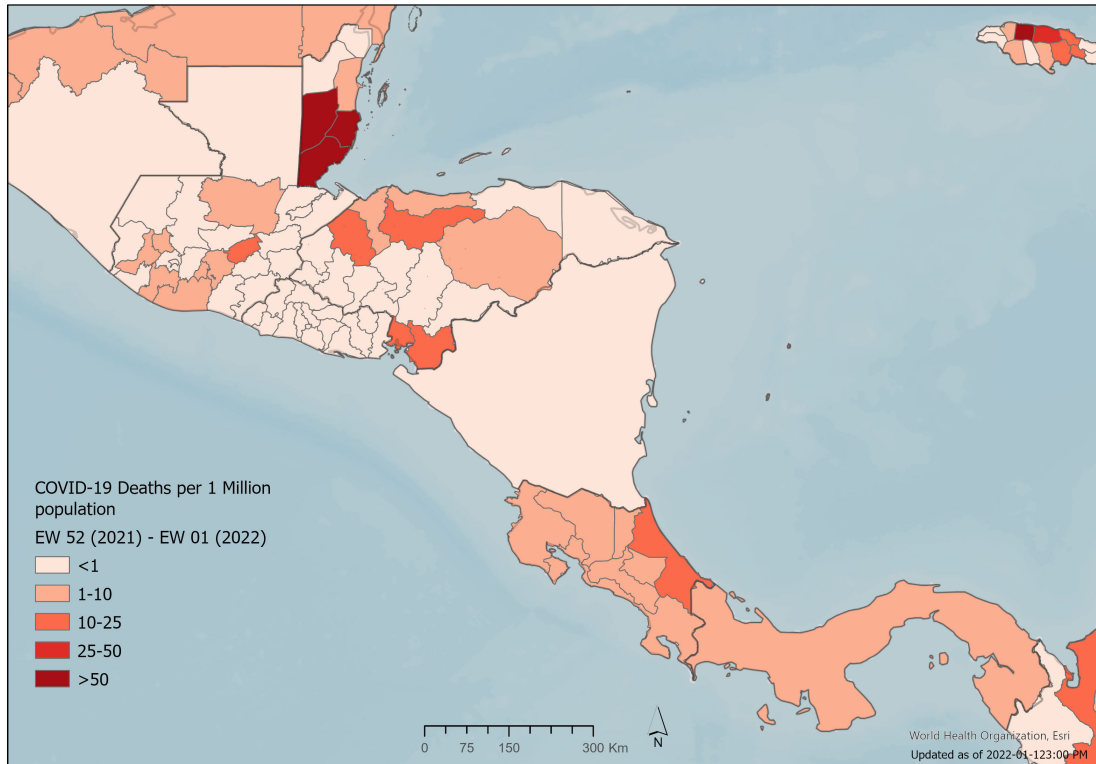 COVID-19 Deaths per 1 Million
population
EW 52 (2021) - EW 01 (2022)
<1
1-10
10-25
25-50
>50
0 75 150 300 Km
N
World Health Organization, Esri
Updated as of 2022-01-123:00 PM